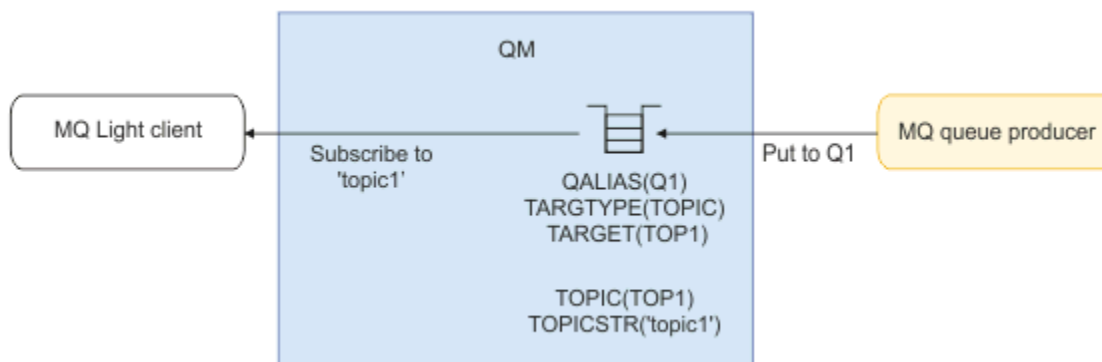 QM
MQ Light client
MQ queue producer
Subscribe to
'topic1'
Put to Q1
QALIAS(Q1)
TARGTYPE(TOPIC)
TARGET(TOP1)
TOPIC(TOP1)
TOPICSTR('topic1')